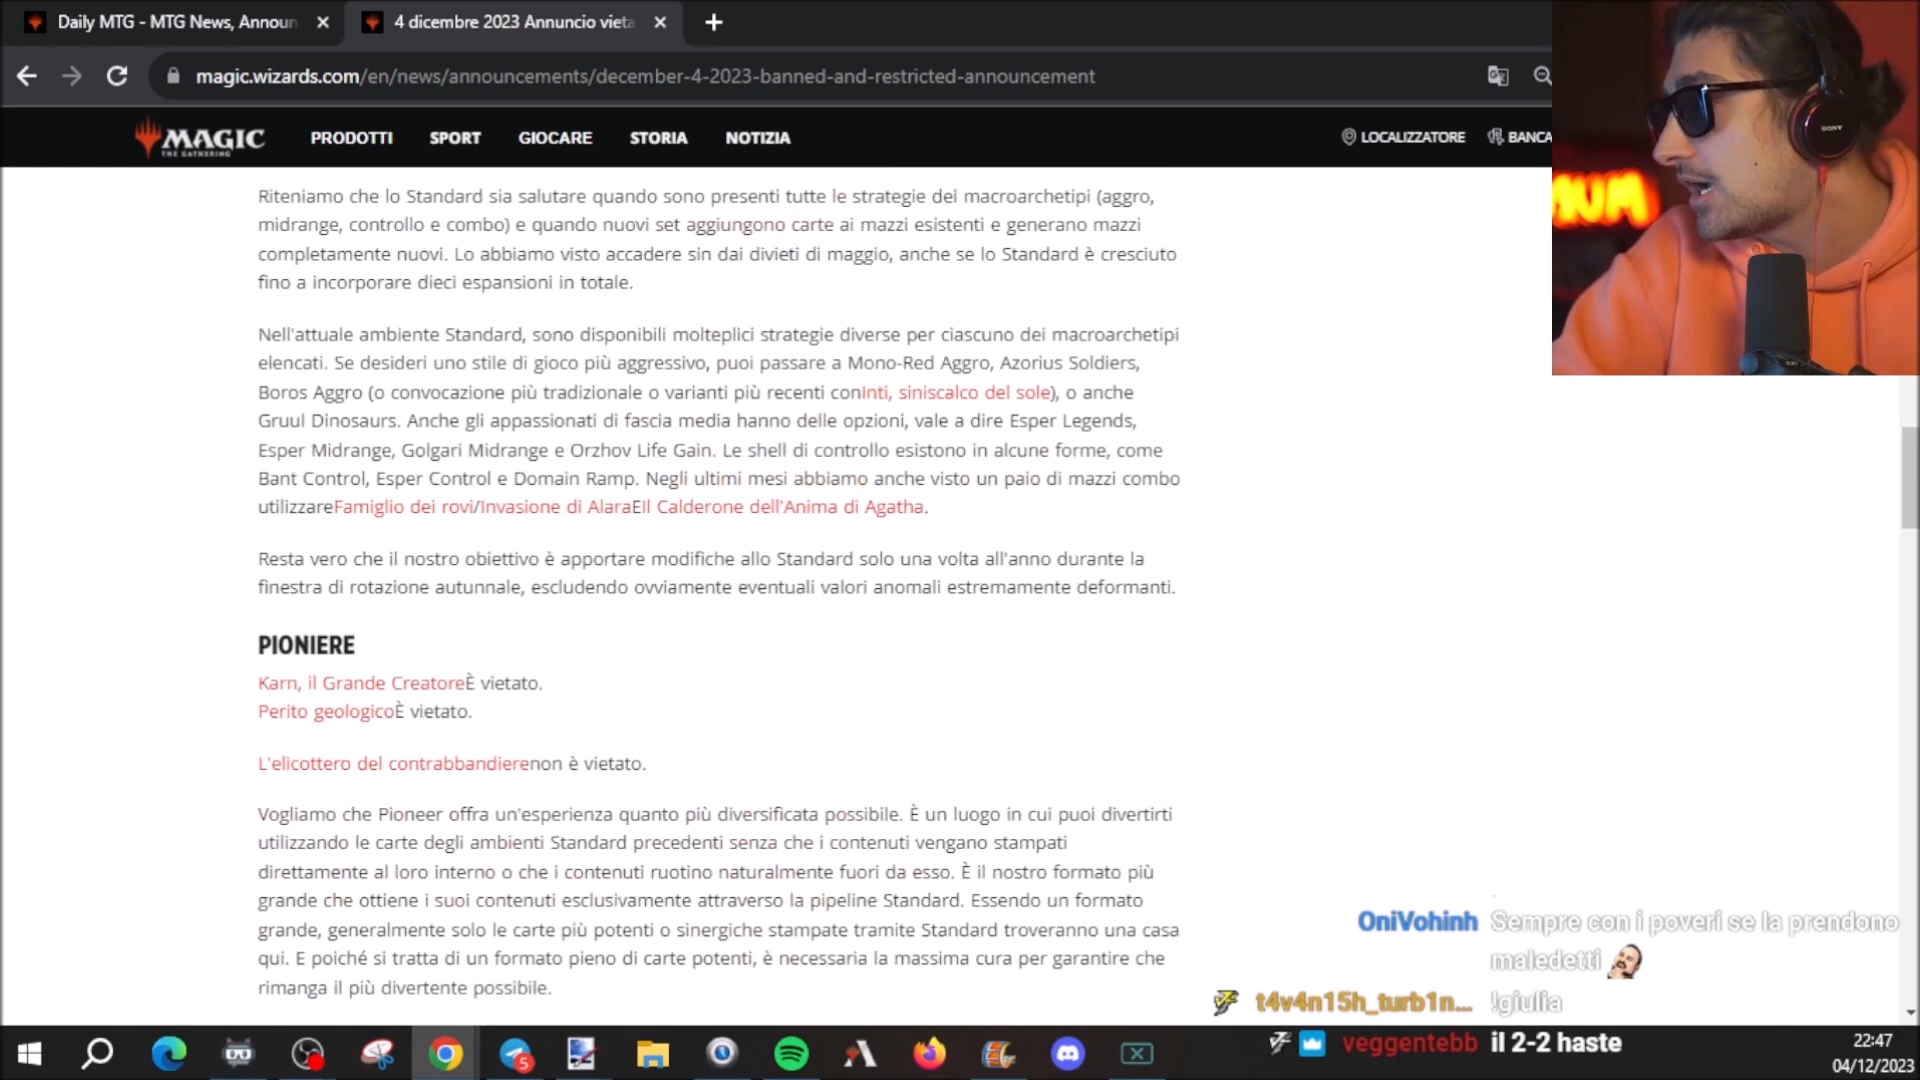 Daily MTG - MTG News, Announ
4 dicembre 2023 Annuncio vieta
magic.wizards.com/en/news/announcements/december-4-2023-banned-and-restricted-announcement
MAGIC
THE GATHERING
PRODOTTI
SPORT
GIOCARE
STORIA
NOTIZIA
LOCALIZZATORE
BANCA
SONY
Riteniamo che lo Standard sia salutare quando sono presenti tutte le strategie dei macroarchetipi (aggro,
midrange, controllo e combo) e quando nuovi set aggiungono carte ai mazzi esistenti e generano mazzi
completamente nuovi. Lo abbiamo visto accadere sin dai divieti di maggio, anche se lo Standard è cresciuto
fino a incorporare dieci espansioni in totale.
Nell'attuale ambiente Standard, sono disponibili molteplici strategie diverse per ciascuno dei macroarchetipi
elencati. Se desideri uno stile di gioco più aggressivo, puoi passare a Mono-Red Aggro, Azorius Soldiers,
Boros Aggro (o convocazione più tradizionale o varianti più recenti conInti, siniscalco del sole), o anche
Gruul Dinosaurs. Anche gli appassionati di fascia media hanno delle opzioni, vale a dire Esper Legends,
Esper Midrange, Golgari Midrange e Orzhov Life Gain. Le shell di controllo esistono in alcune forme, come
Bant Control, Esper Control e Domain Ramp. Negli ultimi mesi abbiamo anche visto un paio di mazzi combo
utilizzareFamiglio dei rovi/Invasione di AlaraEIl Calderone dell'Anima di Agatha.
Resta vero che il nostro obiettivo è apportare modifiche allo Standard solo una volta all'anno durante la
finestra di rotazione autunnale, escludendo ovviamente eventuali valori anomali estremamente deformanti.
PIONIERE
Karn, il Grande CreatoreÈ vietato.
Perito geologicoÈ vietato.
L'elicottero del contrabbandierenon è vietato.
Vogliamo che Pioneer offra un'esperienza quanto più diversificata possibile. È un luogo in cui puoi divertirti
utilizzando le carte degli ambienti Standard precedenti senza che i contenuti vengano stampati
direttamente al loro interno o che i contenuti ruotino naturalmente fuori da esso. È il nostro formato più
grande che ottiene i suoi contenuti esclusivamente attraverso la pipeline Standard. Essendo un formato
grande, generalmente solo le carte più potenti o sinergiche stampate tramite Standard troveranno una casa
qui. E poiché si tratta di un formato pieno di carte potenti, è necessaria la massima cura per garantire che
rimanga il più divertente possibile.
OniVohinh Sempre con i poveri se la prendono
maledetti
t4v4n15h_turb1n... !giulia
veggentebb il 2-2 haste
5
22:47
04/12/2023